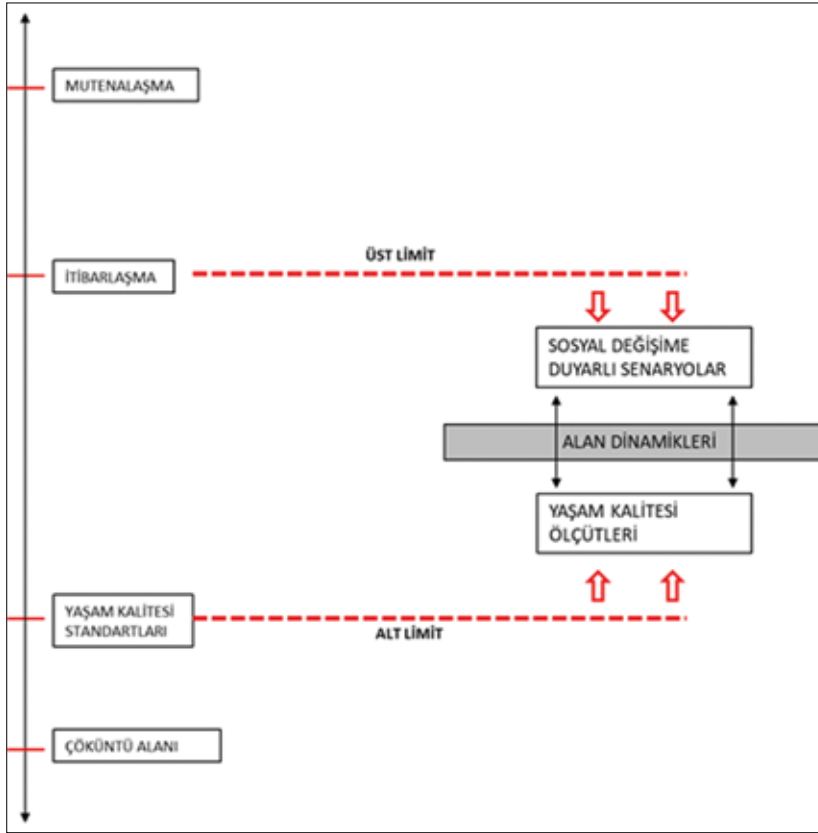 MUTENALAŞMA
ÜST LİMİT
İTİBARLAŞMA
SOSYAL DEĞİŞİME
DUYARLI SENARYOLAR
ALAN DİNAMİKLERİ
YAŞAM KALİTESİ
ÖLÇÜTLERİ
YAŞAM KALİTESİ
STANDARTLARI
ALT LİMİT
ÇÖKÜNTÜ ALANI